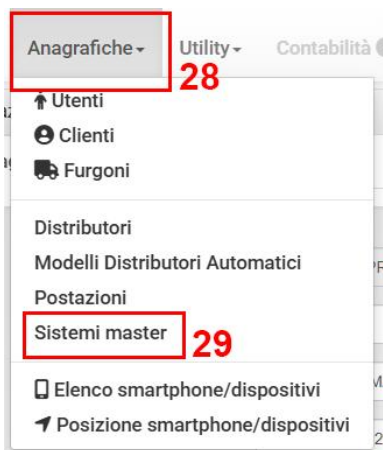 Anagrafiche Utility Contabilità
28
Utenti
Clienti
Furgoni
Distributori
Modelli Distributori Automatici
Postazioni
Sistemi master
29
Elenco smartphone/dispositivi
Posizione smartphone/dispositivi